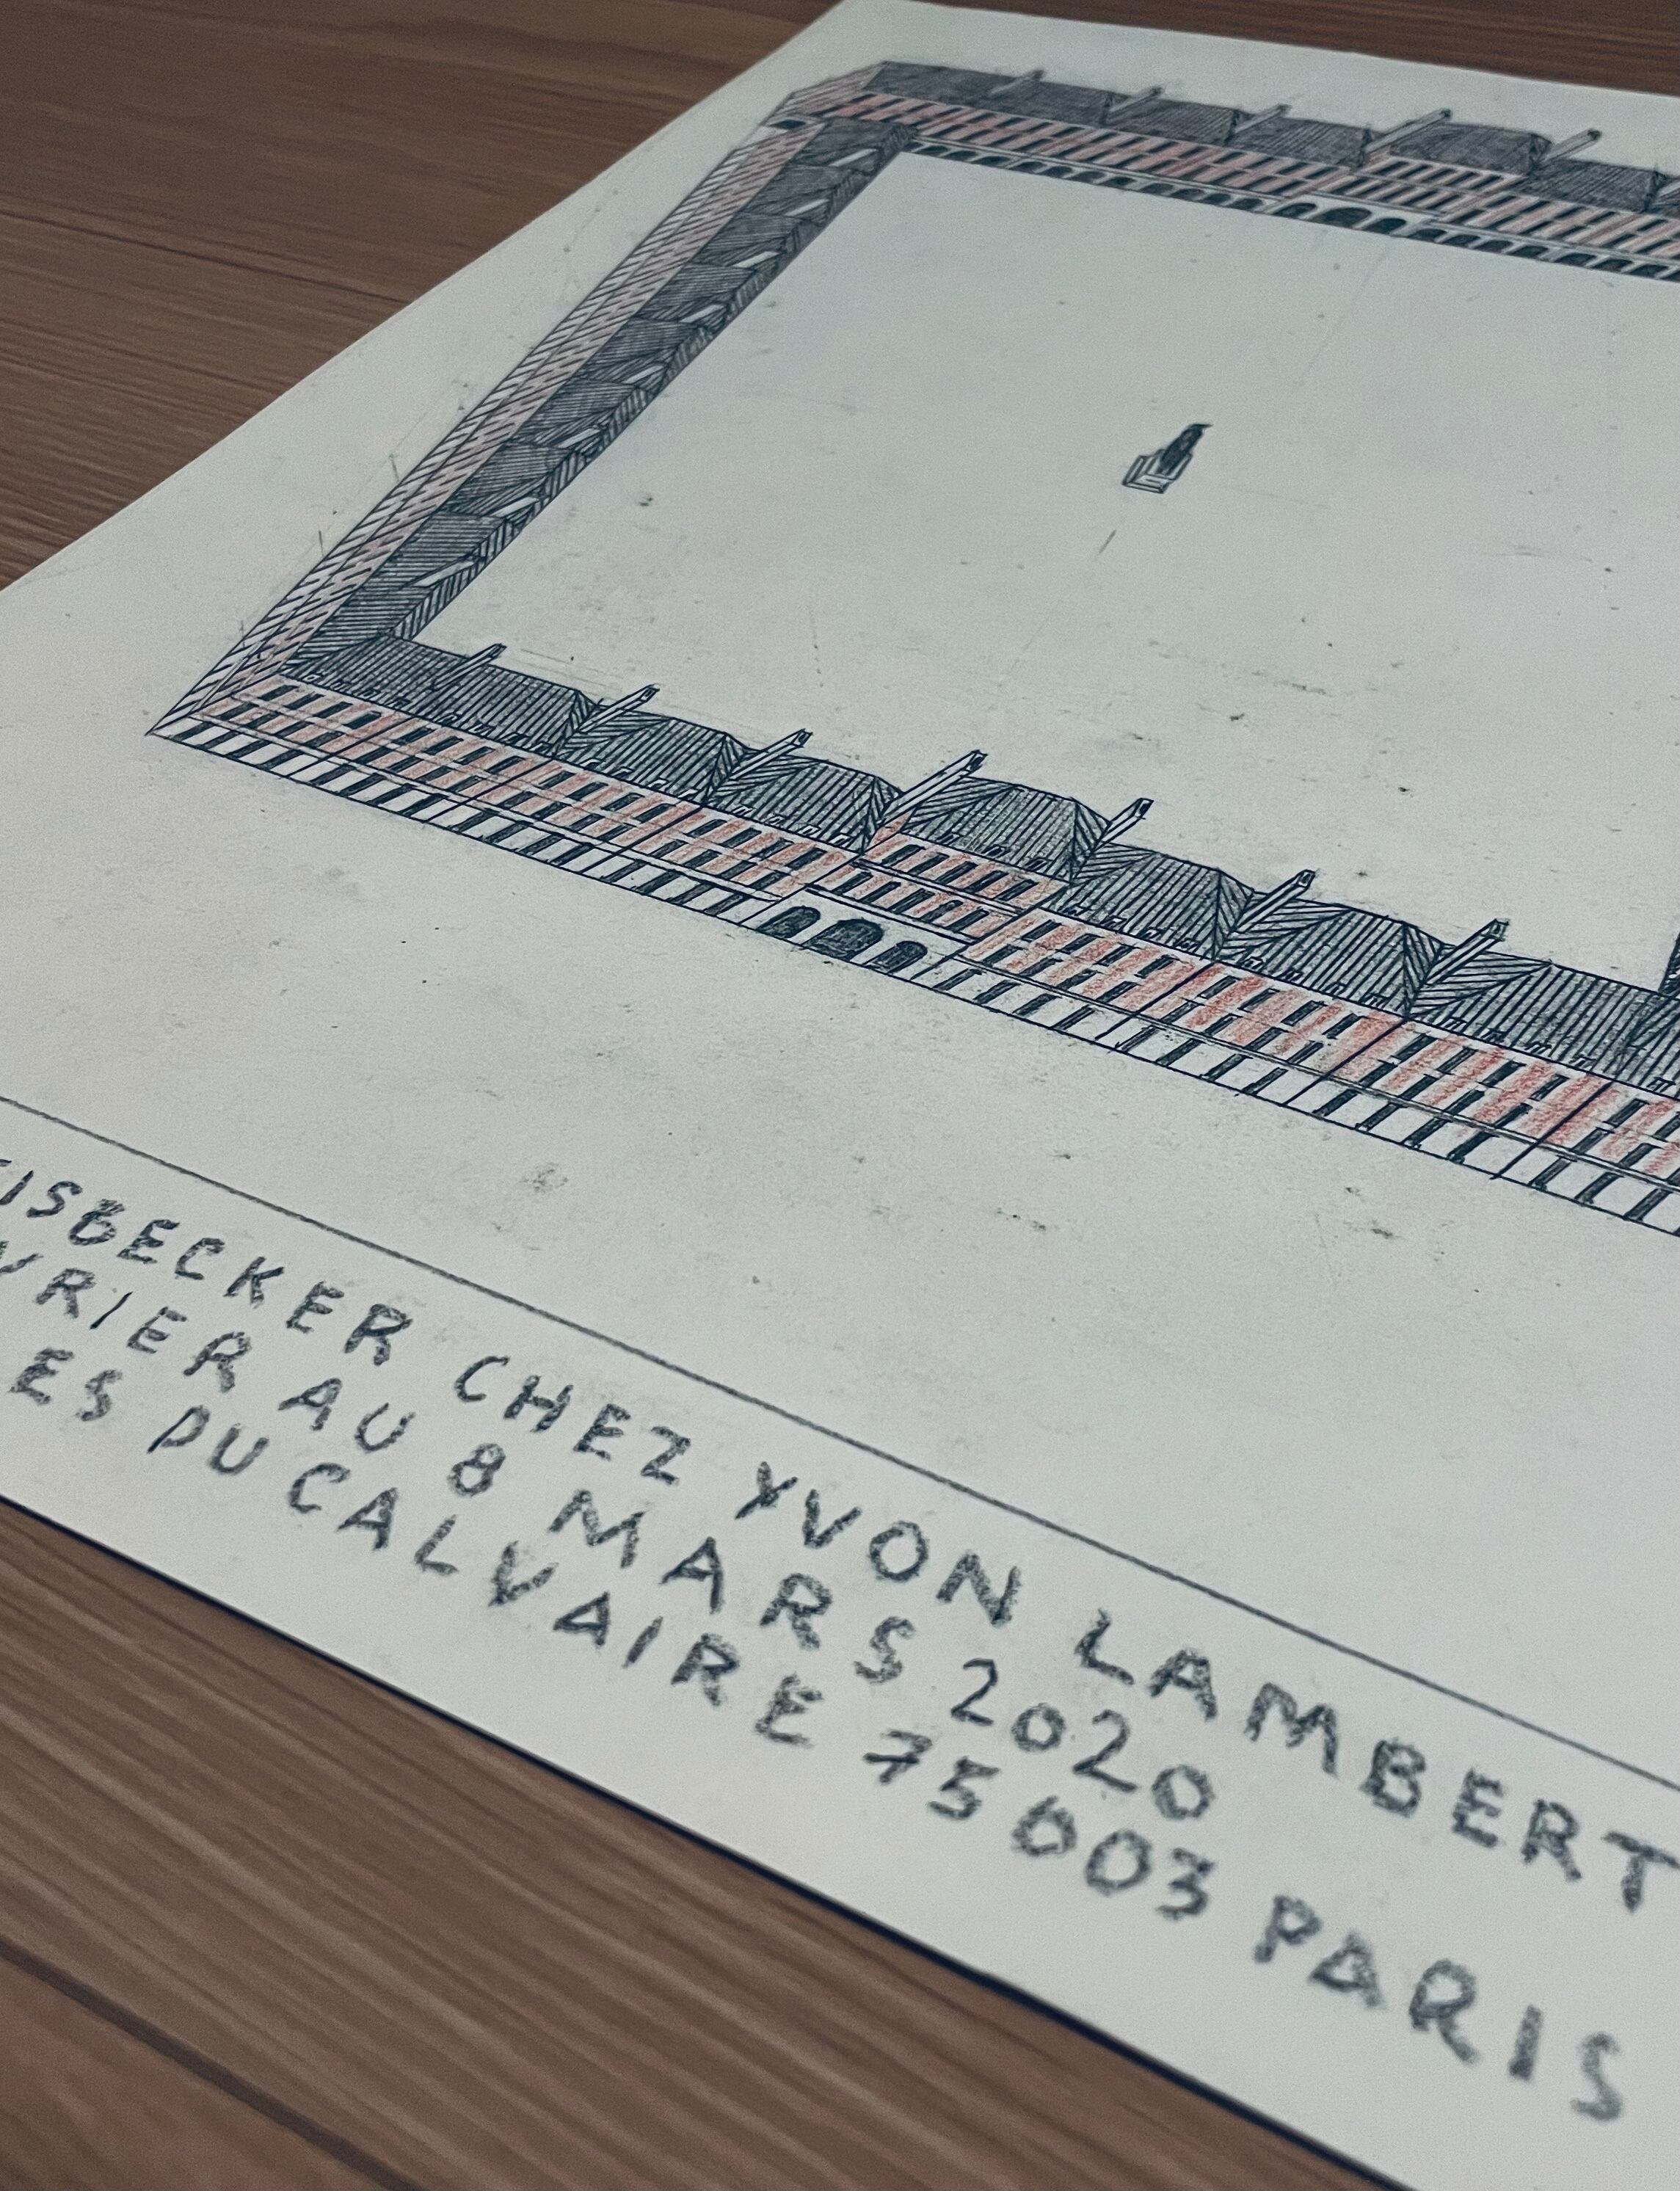 ISBECKER CHEZ YVON LAMBERT
VRIER AU 8 MARS 2020
ES DU CALVAIRE 75003 PARIS